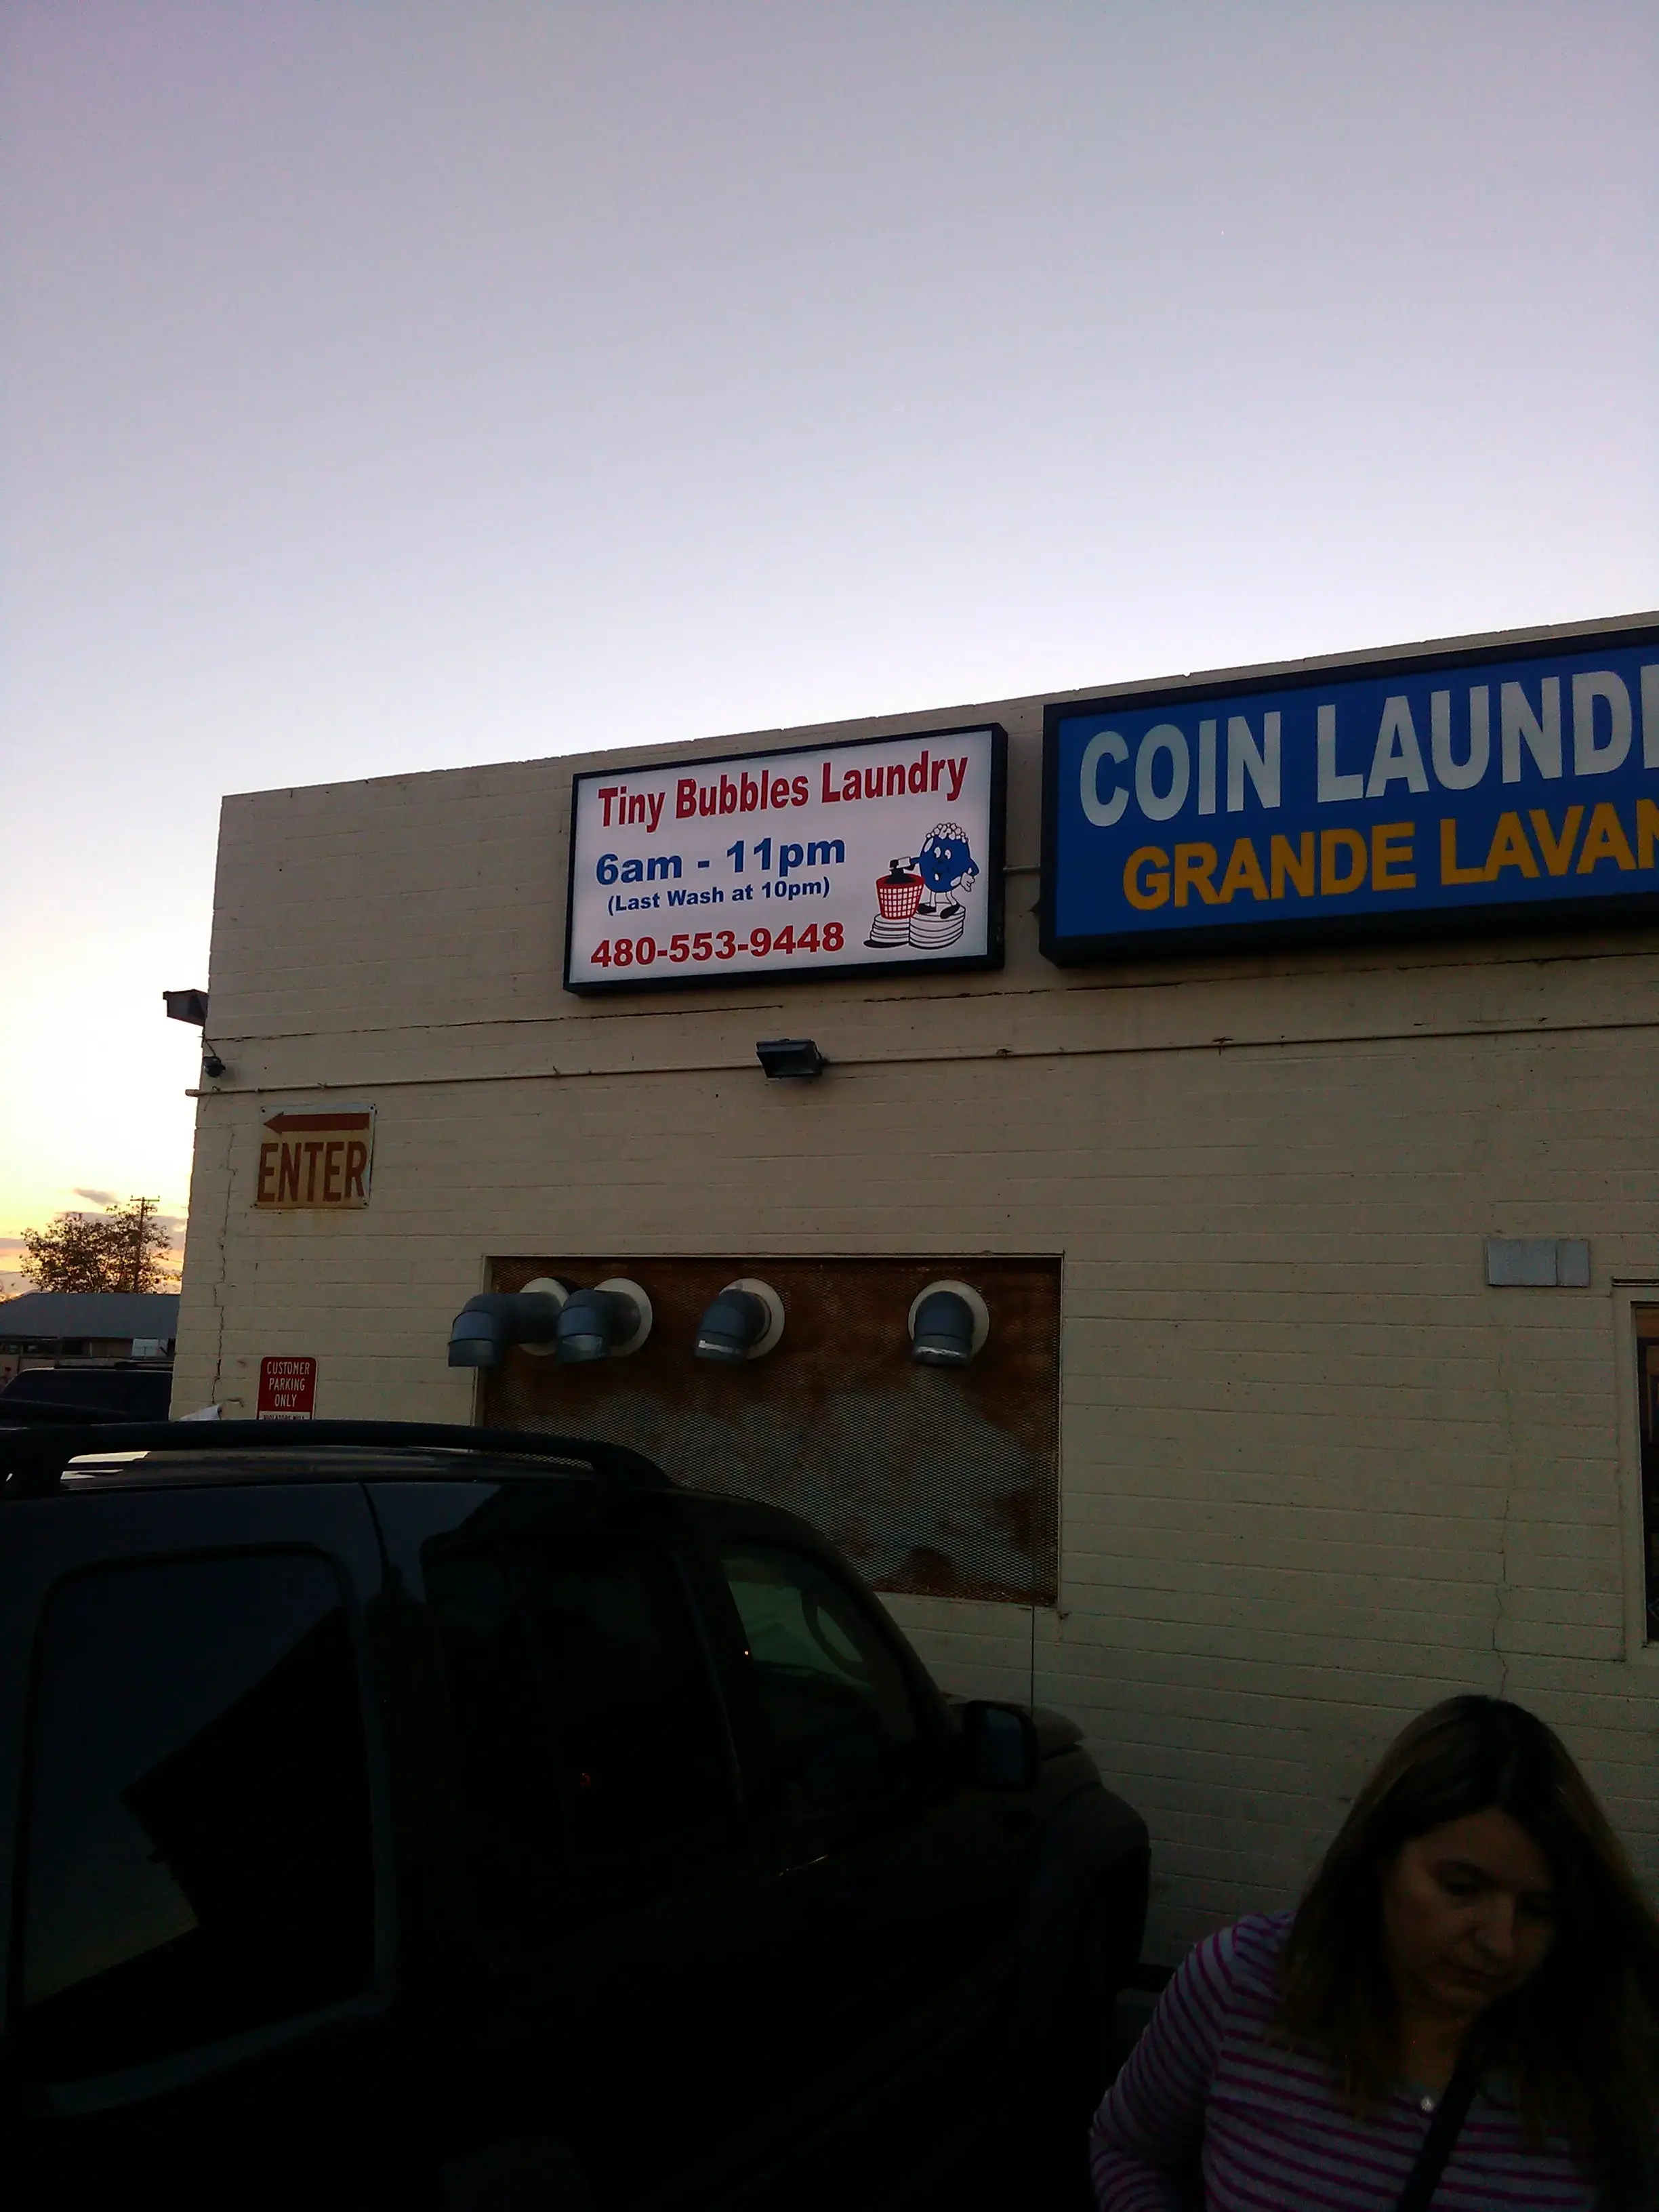 Tiny Bubbles Laundry
6am - 11pm
(Last Wash at 10pm)
480-553-9448
COIN LAUND
GRANDE LAVAN
ENTER
CUSTOMER
PARKING
ONLY